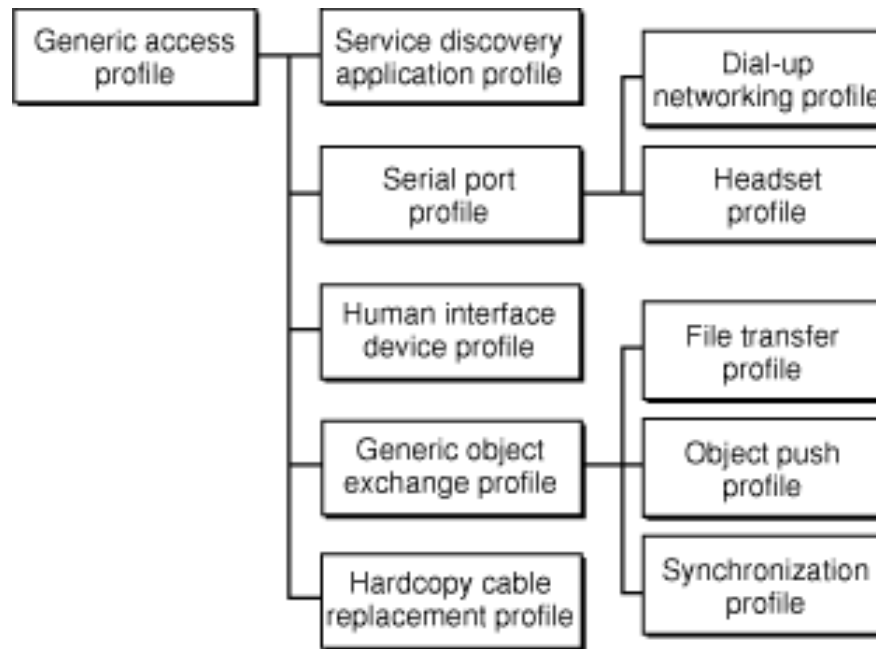 Generic access
profile
Service discovery
application profile
Dial-up
networking profile
Serial port
profile
Headset
profile
Human interface
device profile
File transfer
profile
Generic object
exchange profile
Object push
profile
Hardcopy cable
replacement profile
Synchronization
profile